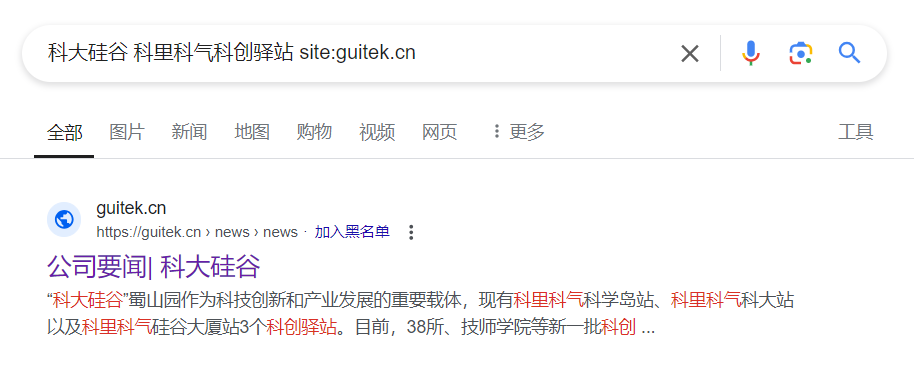 科大硅谷 科里科气科创驿站 site:guitek.cn
全部 图片 新闻 地图 购物 视频 网页 更多 工具
guitek.cn
https://guitek.cn › news › news · 加入黑名单
公司要闻| 科大硅谷
“科大硅谷”蜀山园作为科技创新和产业发展的重要载体，现有科里科气科学岛站、科里科气科大站
以及科里科气硅谷大厦站3个科创驿站。目前，38所、技师学院等新一批科创 ...